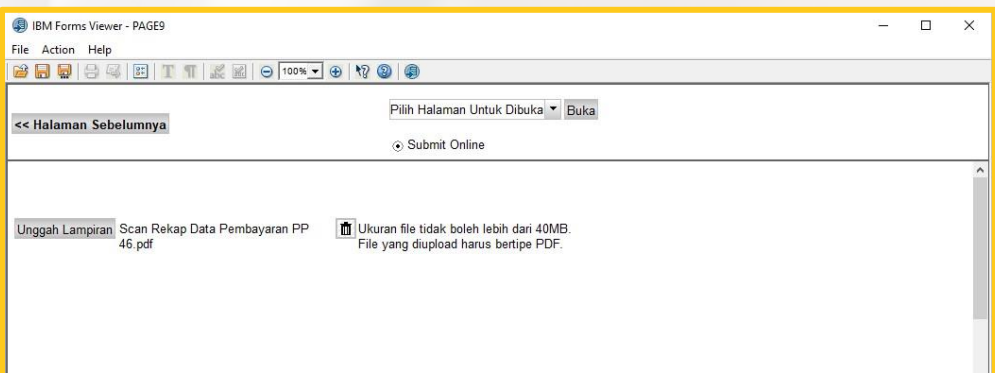 IBM Forms Viewer - PAGE9
File Action Help
100%
Pilih Halaman Untuk Dibuka Buka
<< Halaman Sebelumnya
Submit Online
Unggah Lampiran Scan Rekap Data Pembayaran PP Ukuran file tidak boleh lebih dari 40MB.
46.pdf File yang diupload harus bertipe PDF.